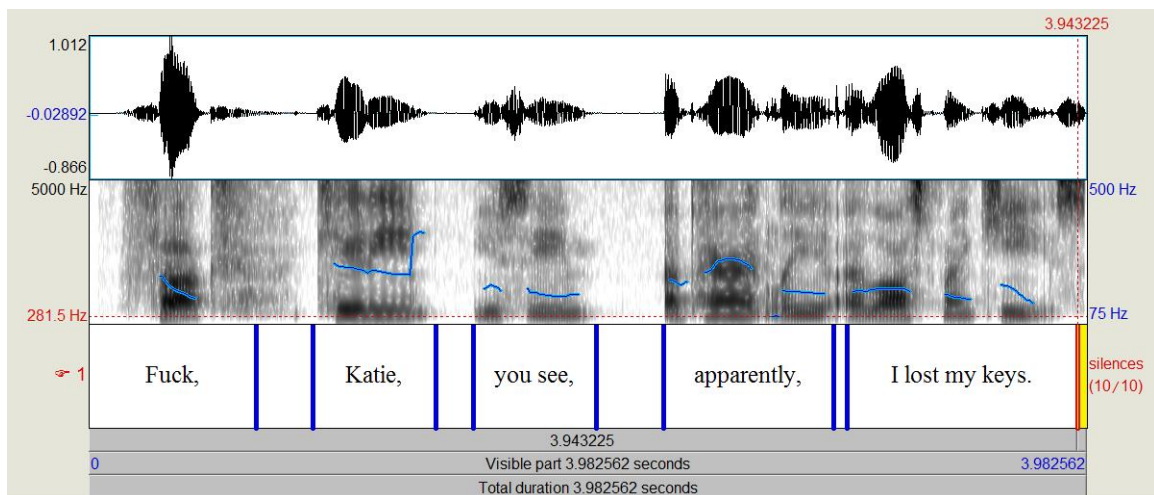 3.943225
1.012
-0.02892
-0.866
5000 Hz 500 Hz
281.5 Hz 75 Hz
☞ 1 Fuck, Katie, you see, apparently, I lost my keys. silences
(10/10)
3.943225
0 Visible part 3.982562 seconds 3.982562
Total duration 3.982562 seconds